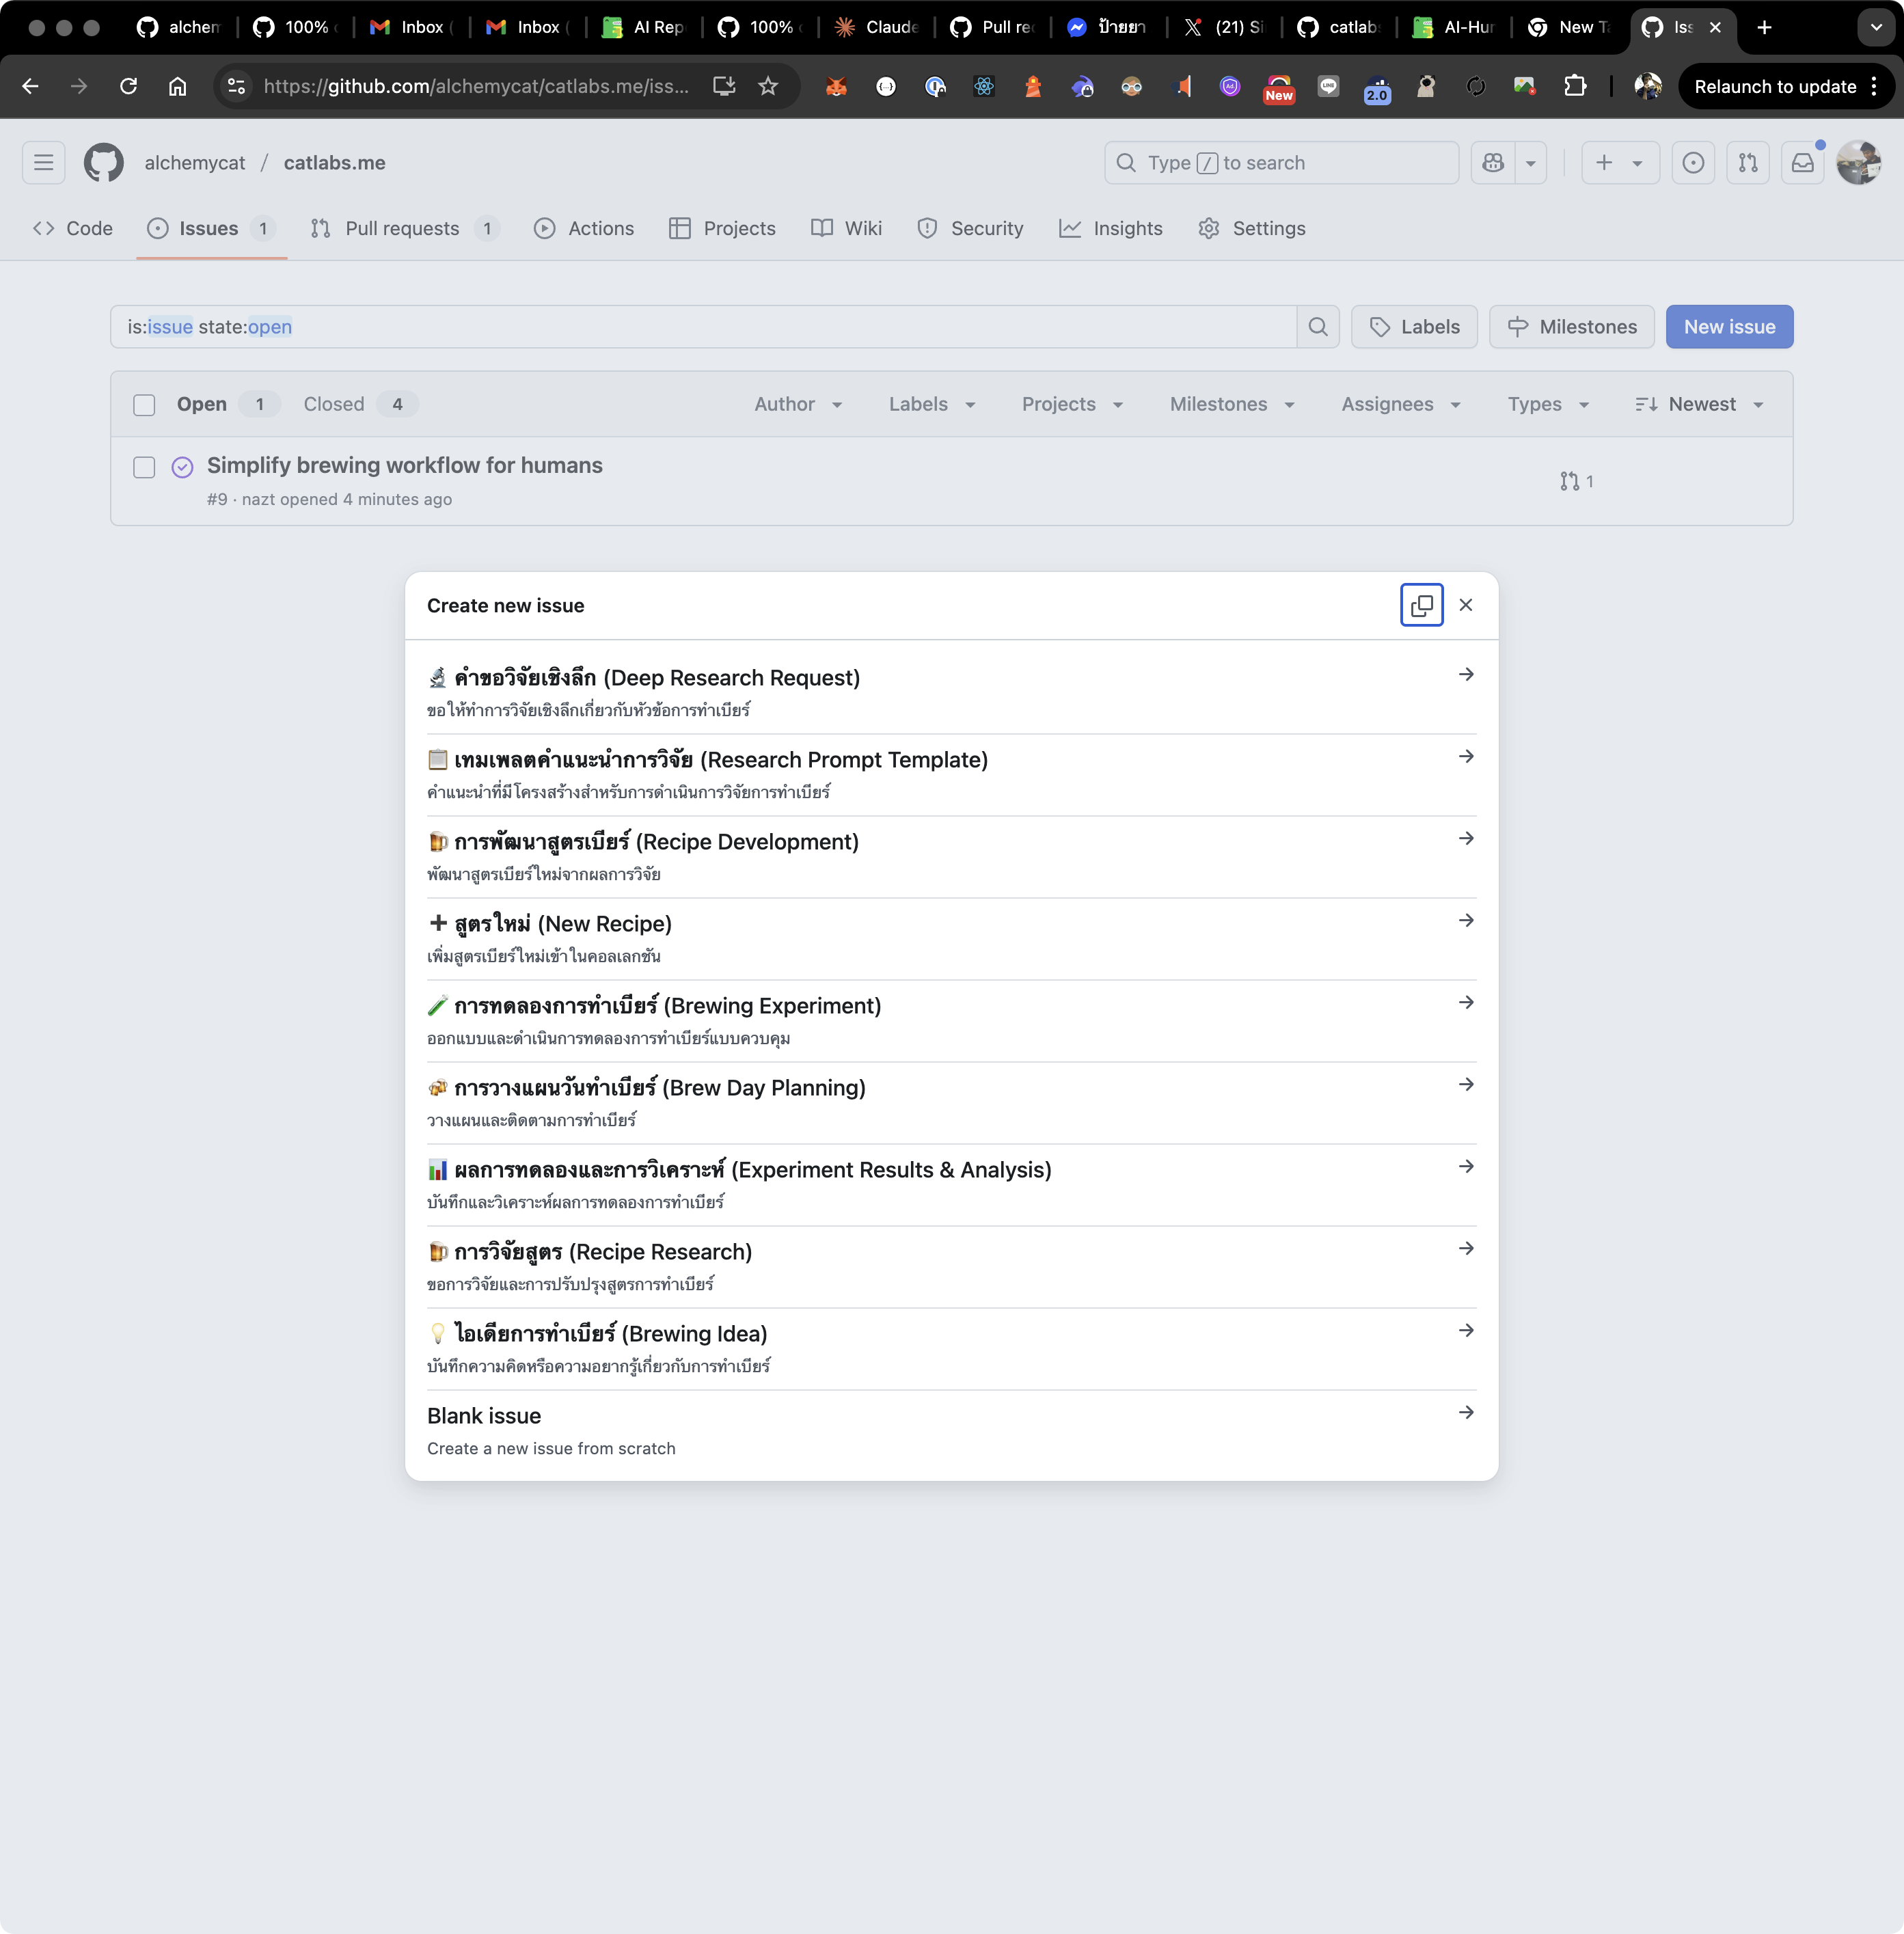 alchem
100%
Inbox (
Inbox (
AI Rep
100%
Claude
Pull re
ป้ายยา
(21) Si
catlab
AI-Hur
New Ta
Iss
https://github.com/alchemycat/catlabs.me/iss...
New
2.0
Relaunch to update
alchemycat / catlabs.me
Type / to search
Code
Issues 1
Pull requests 1
Actions
Projects
Wiki
Security
Insights
Settings
is:issue state:open
Labels
Milestones
New issue
Open 1
Closed 4
Author
Labels
Projects
Milestones
Assignees
Types
Newest
Simplify brewing workflow for humans
#9 · nazt opened 4 minutes ago
1
Create new issue
🔬 คำขอวิจัยเชิงลึก (Deep Research Request)
ขอให้ทำการวิจัยเชิงลึกเกี่ยวกับหัวข้อการทำเบียร์
📋 เทมเพลตคำแนะนำการวิจัย (Research Prompt Template)
คำแนะนำที่มีโครงสร้างสำหรับการดำเนินการวิจัยการทำเบียร์
🍺 การพัฒนาสูตรเบียร์ (Recipe Development)
พัฒนาสูตรเบียร์ใหม่จากผลการวิจัย
➕ สูตรใหม่ (New Recipe)
เพิ่มสูตรเบียร์ใหม่เข้าในคอลเลกชัน
🧪 การทดลองการทำเบียร์ (Brewing Experiment)
ออกแบบและดำเนินการทดลองการทำเบียร์แบบควบคุม
🍻 การวางแผนวันทำเบียร์ (Brew Day Planning)
วางแผนและติดตามการทำเบียร์
📊 ผลการทดลองและการวิเคราะห์ (Experiment Results & Analysis)
บันทึกและวิเคราะห์ผลการทดลองการทำเบียร์
🍺 การวิจัยสูตร (Recipe Research)
ขอการวิจัยและการปรับปรุงสูตรการทำเบียร์
💡 ไอเดียการทำเบียร์ (Brewing Idea)
บันทึกความคิดหรือความอยากรู้เกี่ยวกับการทำเบียร์
Blank issue
Create a new issue from scratch